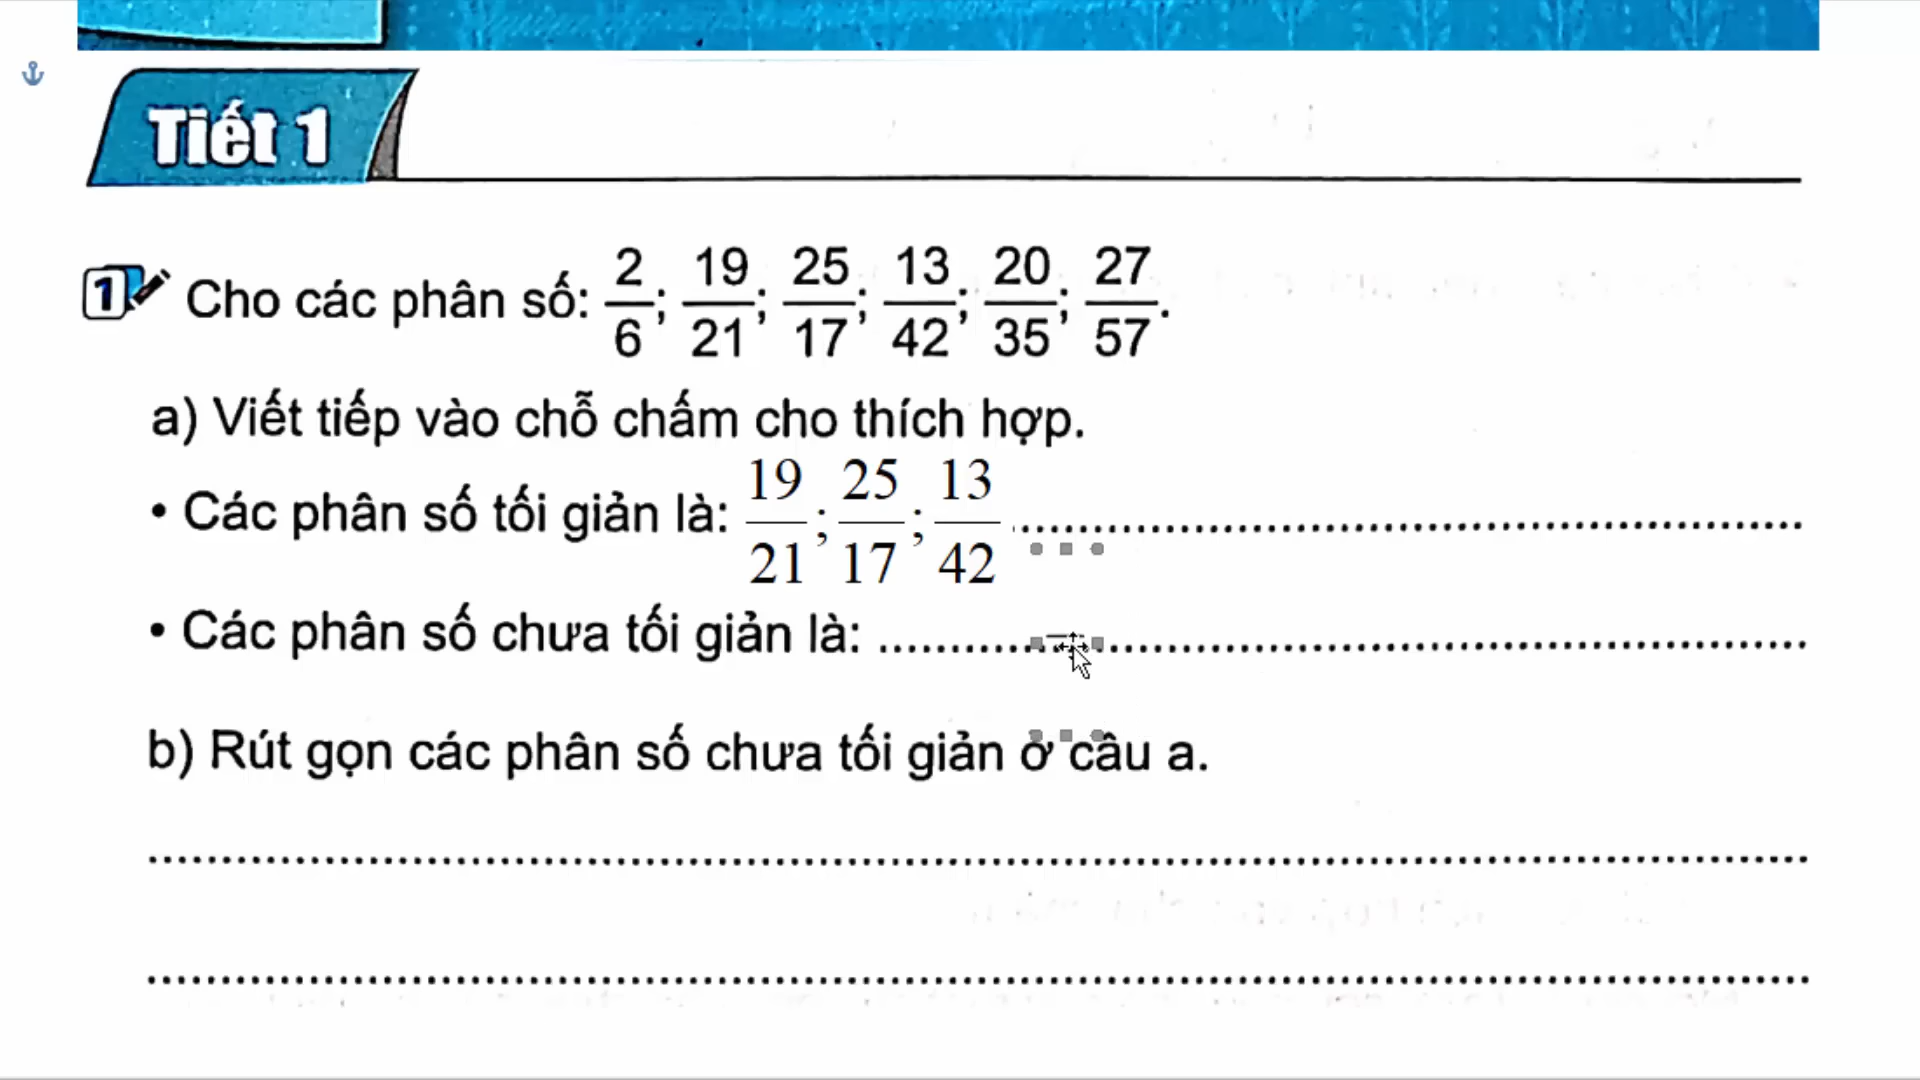 Tiết 1
1 Cho các phân số: 2/6; 19/21; 25/17; 13/42; 20/35; 27/57.
a) Viết tiếp vào chỗ chấm cho thích hợp.
• Các phân số tối giản là: 19/21; 25/17; 13/42 ........................................
• Các phân số chưa tối giản là: ............................................................
b) Rút gọn các phân số chưa tối giản ở câu a.